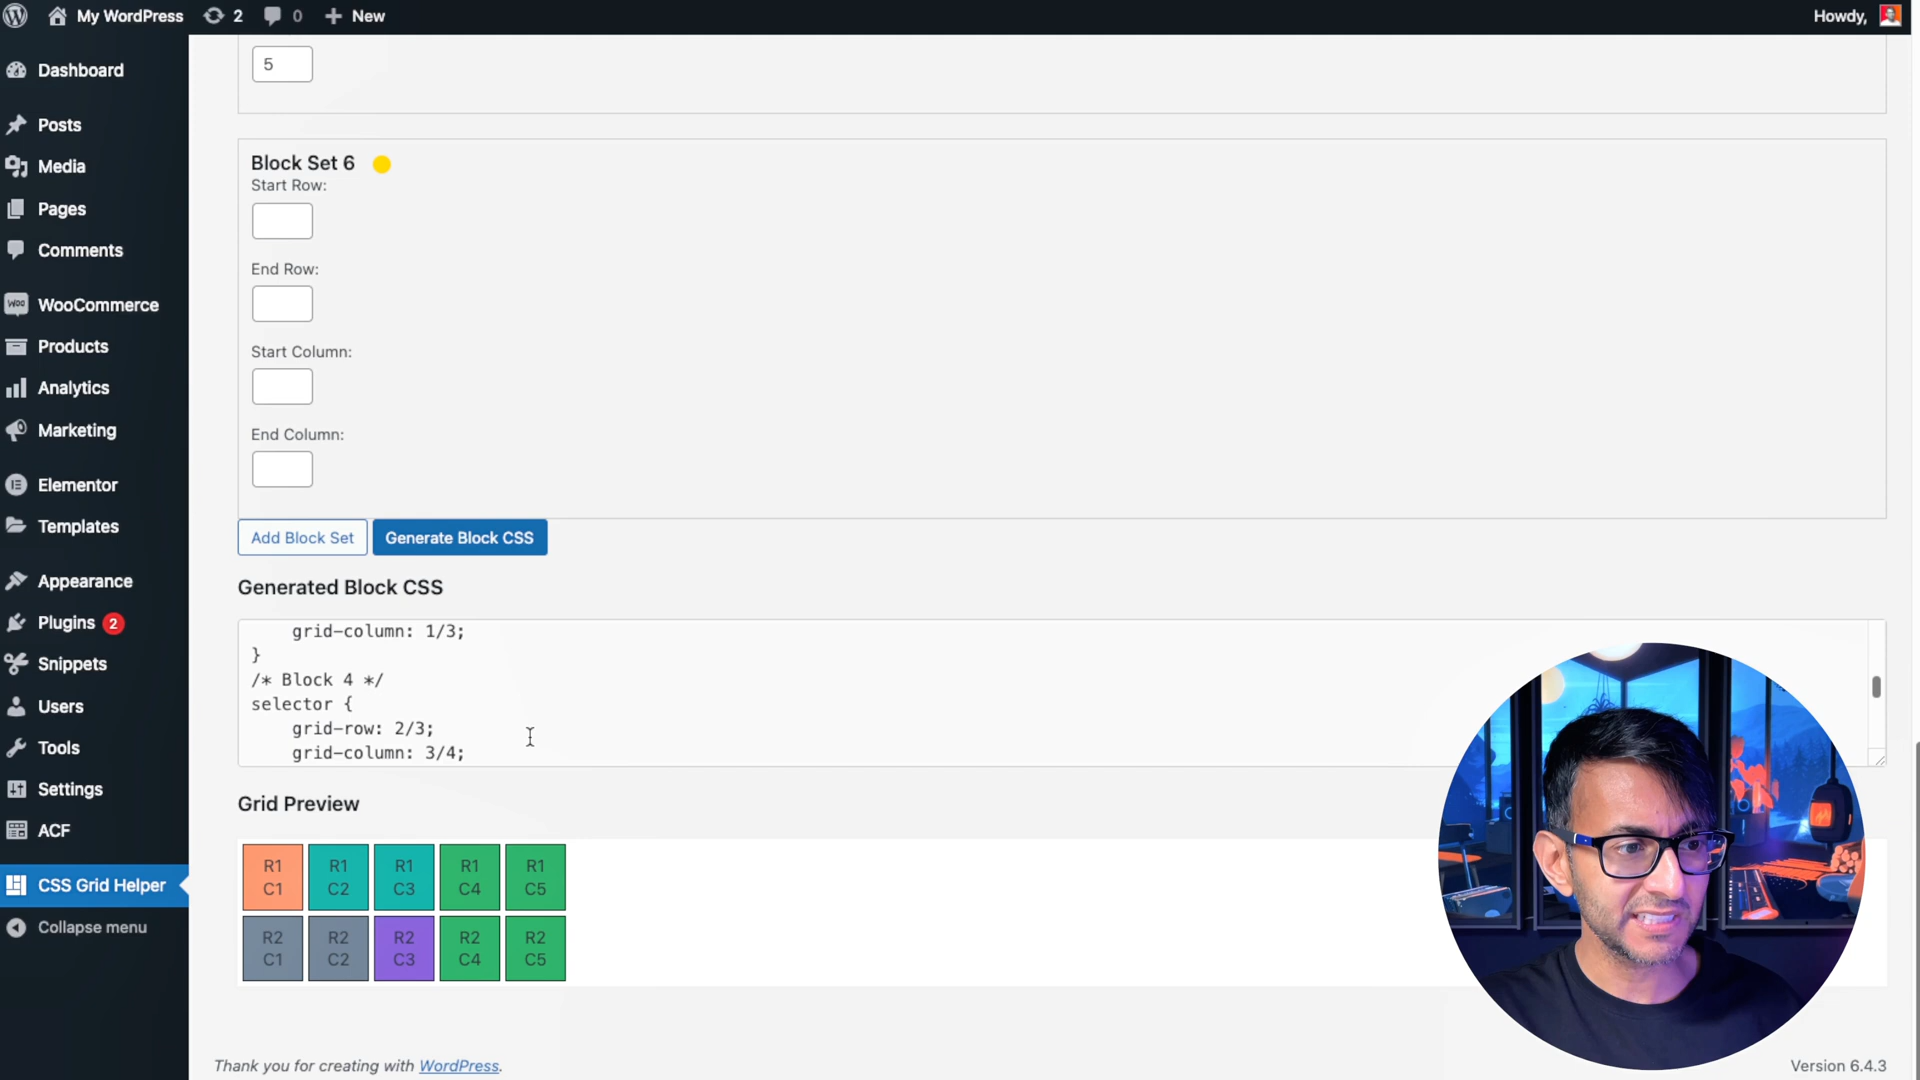 My WordPress
2
0
New
Howdy,
Dashboard
Posts
Media
Pages
Comments
WooCommerce
Products
Analytics
Marketing
Elementor
Templates
Appearance
Plugins 2
Snippets
Users
Tools
Settings
ACF
CSS Grid Helper
Collapse menu
5
Block Set 6
Start Row:
End Row:
Start Column:
End Column:
Add Block Set
Generate Block CSS
Generated Block CSS
grid-column: 1/3;
}
/* Block 4 */
selector {
grid-row: 2/3;
grid-column: 3/4;
Grid Preview
R1 R1 R1 R1 R1
C1 C2 C3 C4 C5
R2 R2 R2 R2 R2
C1 C2 C3 C4 C5
Thank you for creating with WordPress.
Version 6.4.3